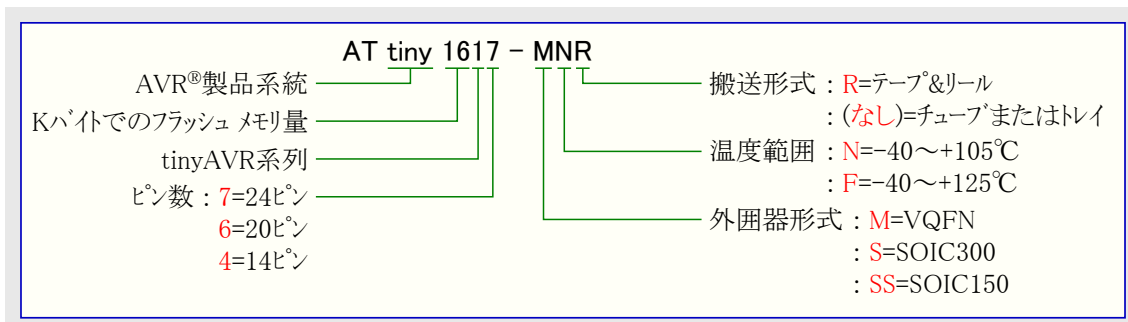 AT tiny 1617 - MNR
AVR®製品系統
Kバイトでのフラッシュ メモリ量
tinyAVR系列
ピン数 : 7=24ピン
6=20ピン
4=14ピン
搬送形式 : R=テープ&リール
: (なし)=チューブまたはトレイ
温度範囲 : N=-40～+105℃
: F=-40～+125℃
外囲器形式 : M=VQFN
: S=SOIC300
: SS=SOIC150